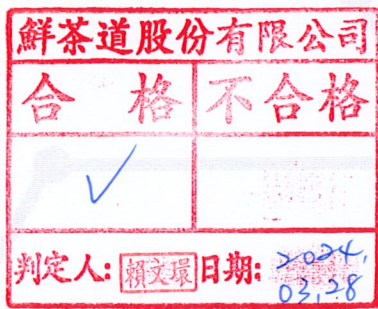 鮮茶道股份有限公司
合格 不合格
✓
判定人: 賴文環 日期: 2024,
03,28